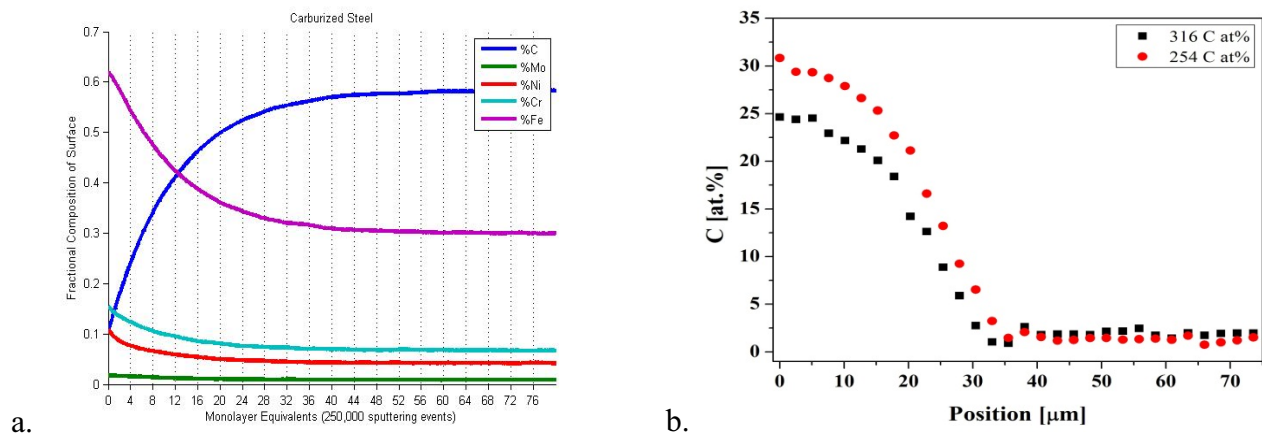 Carburized Steel
Fractional Composition of Surface
0.7
0.6
0.5
0.4
0.3
0.2
0.1
0
%C
%Mo
%Ni
%Cr
%Fe
0 4 8 12 16 20 24 28 32 36 40 44 48 52 56 60 64 68 72 76
Monolayer Equivalents (250,000 sputtering events)
a.
C [at.%]
35
30
25
20
15
10
5
0
316 C at%
254 C at%
0 10 20 30 40 50 60 70
Position [μm]
b.